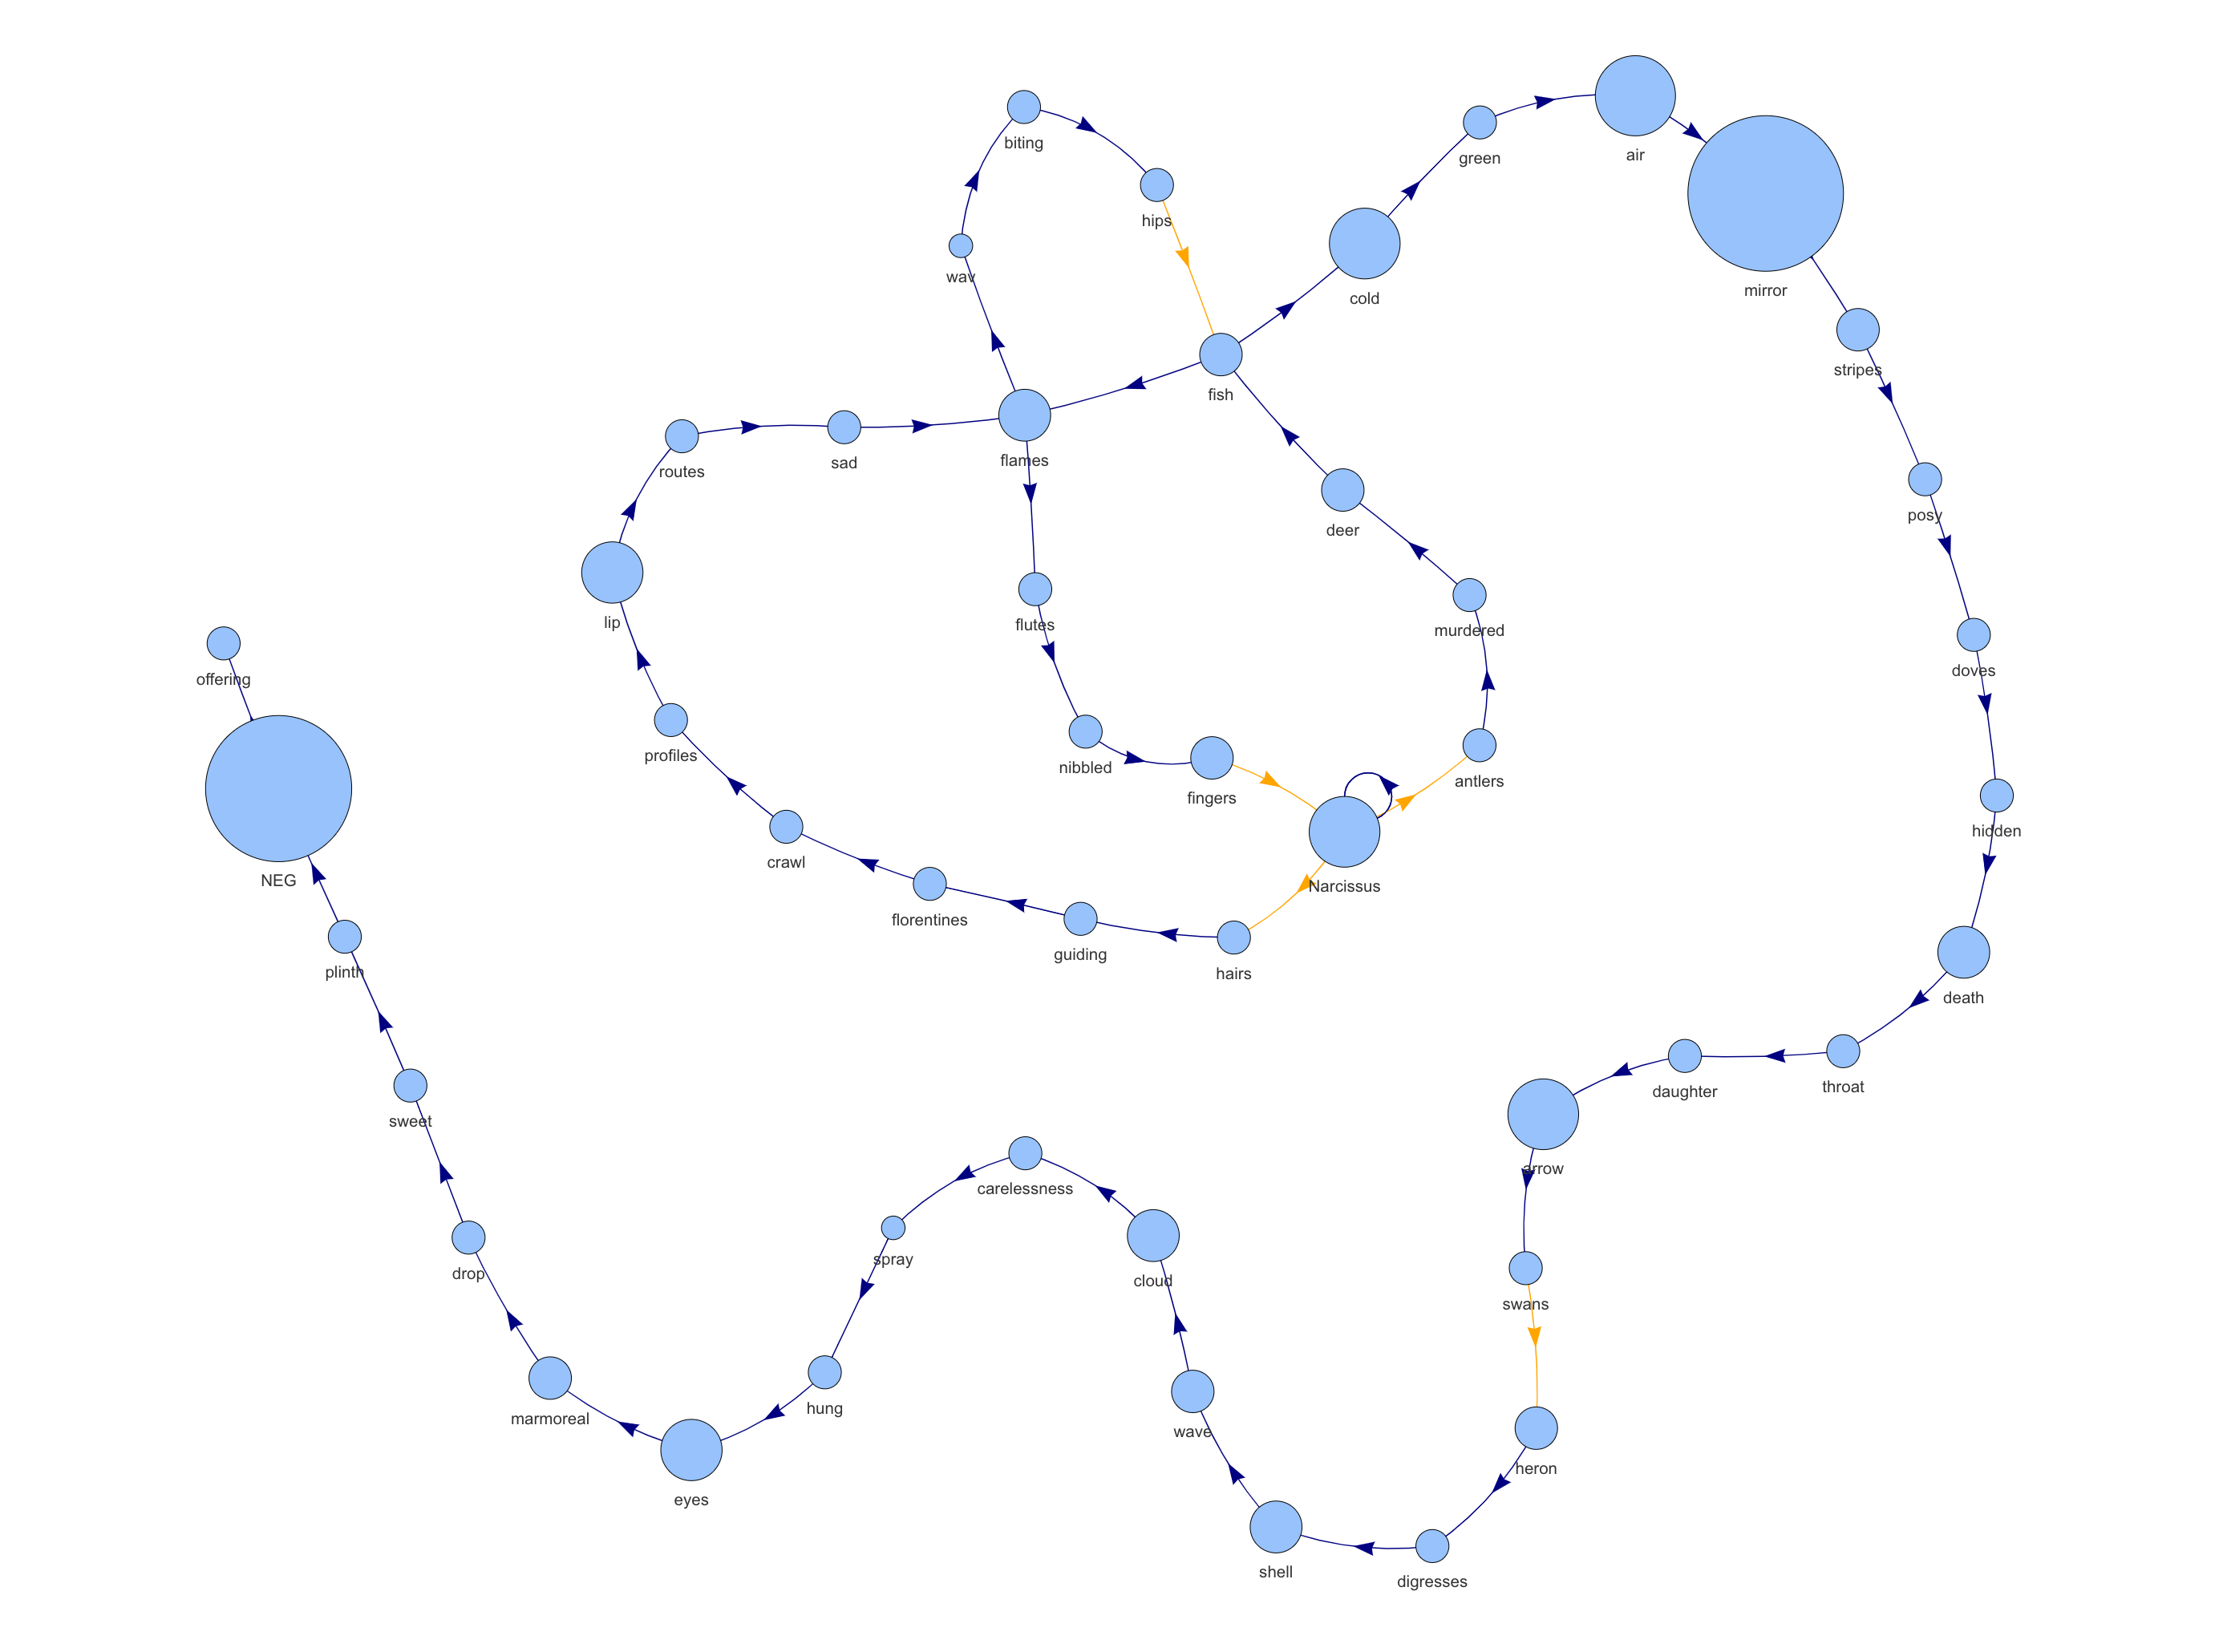 biting
green
air
hips
wav
cold
mirror
stripes
fish
routes
sad
flames
posy
deer
lip
flutes
murdered
doves
offering
profiles
nibbled
fingers
antlers
hidden
crawl
NEG
Narcissus
florentines
guiding
hairs
plinth
death
throat
daughter
sweet
arrow
carelessness
spray
drop
cloud
swans
hung
marmoreal
wave
heron
eyes
shell
digresses